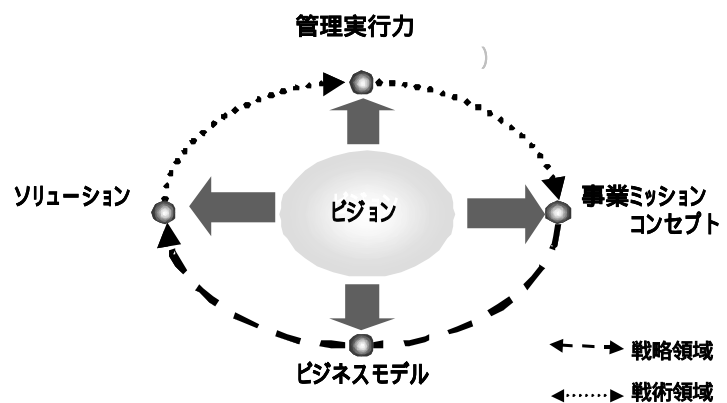 管理実行力
)
ソリューション
ビジョン
事業ミッション
コンセプト
ビジネスモデル
戦略領域
戦術領域